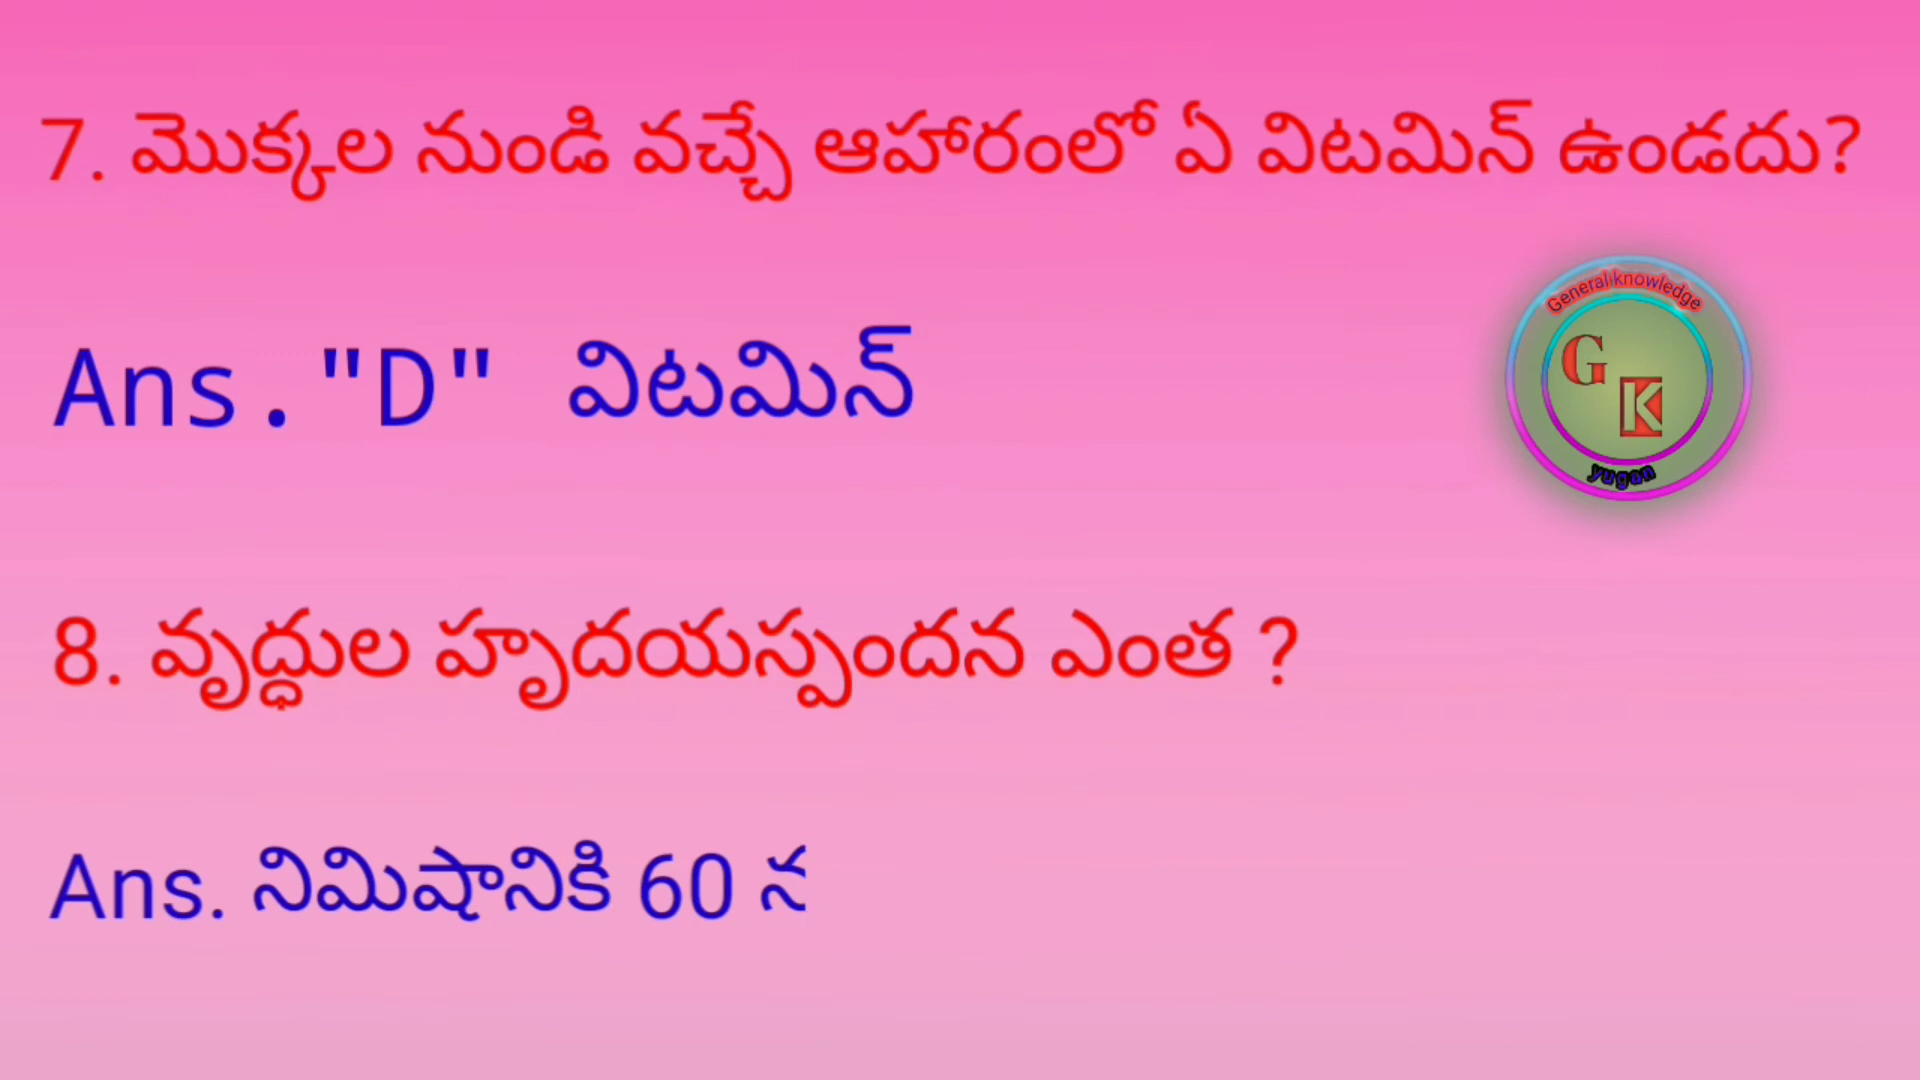 7. మొక్కల నుండి వచ్చే ఆహారంలో ఏ విటమిన్ ఉండదు?
General knowledge
Ans."D" విటమిన్
G
K
yugan
8. వృద్ధుల హృదయస్పందన ఎంత ?
Ans. నిమిషానికి 60